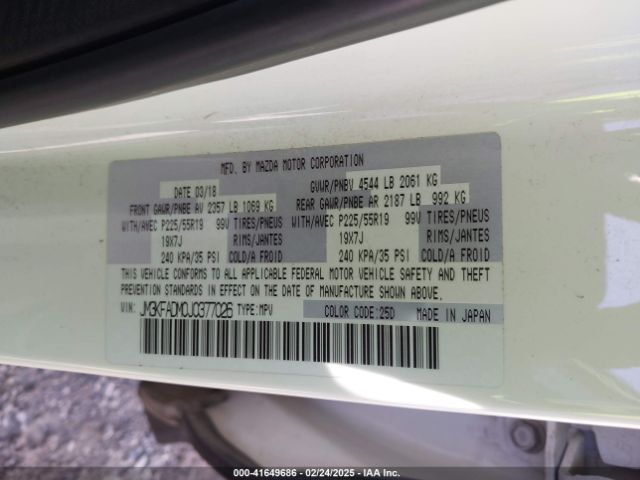 MFD. BY MAZDA MOTOR CORPORATION
DATE 03/18 GVWR/PNBV 4544 LB 2061 KG
FRONT GAWR/PNBE AV 2357 LB 1069 KG REAR GAWR/PNBE AR 2187 LB 992 KG
WITH/AVEC P225/55R19 99V TIRES/PNEUS WITH/AVEC P225/55R19 99V TIRES/PNEUS
19X7J RIMS/JANTES 19X7J RIMS/JANTES
240 KPA/35 PSI COLD/A FROID 240 KPA/35 PSI COLD/A FROID
THIS VEHICLE CONFORMS TO ALL APPLICABLE FEDERAL MOTOR VEHICLE SAFETY AND THEFT
PREVENTION STANDARDS IN EFFECT ON THE DATE OF MANUFACTURE SHOWN ABOVE.
VIN: JM3KFADM0J0377026 TYPE:MPV COLOR CODE:25D MADE IN JAPAN
000-41649686 - 02/24/2025 - IAA Inc.